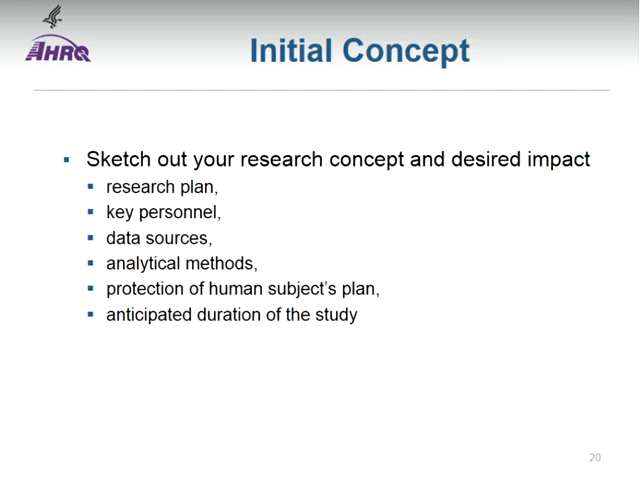 AHRQ
Initial Concept
Sketch out your research concept and desired impact
research plan,
key personnel,
data sources,
analytical methods,
protection of human subject's plan,
anticipated duration of the study
20